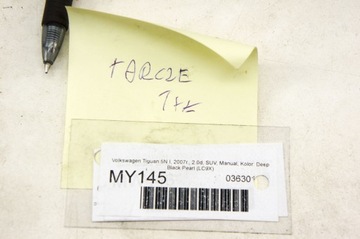 TARCZE
Volkswagen Tiguan 5N I, 2007r., 2.0d, SUV, Manual, Kolor: Deep
Black Pearl (LC9X)
MY145 03630